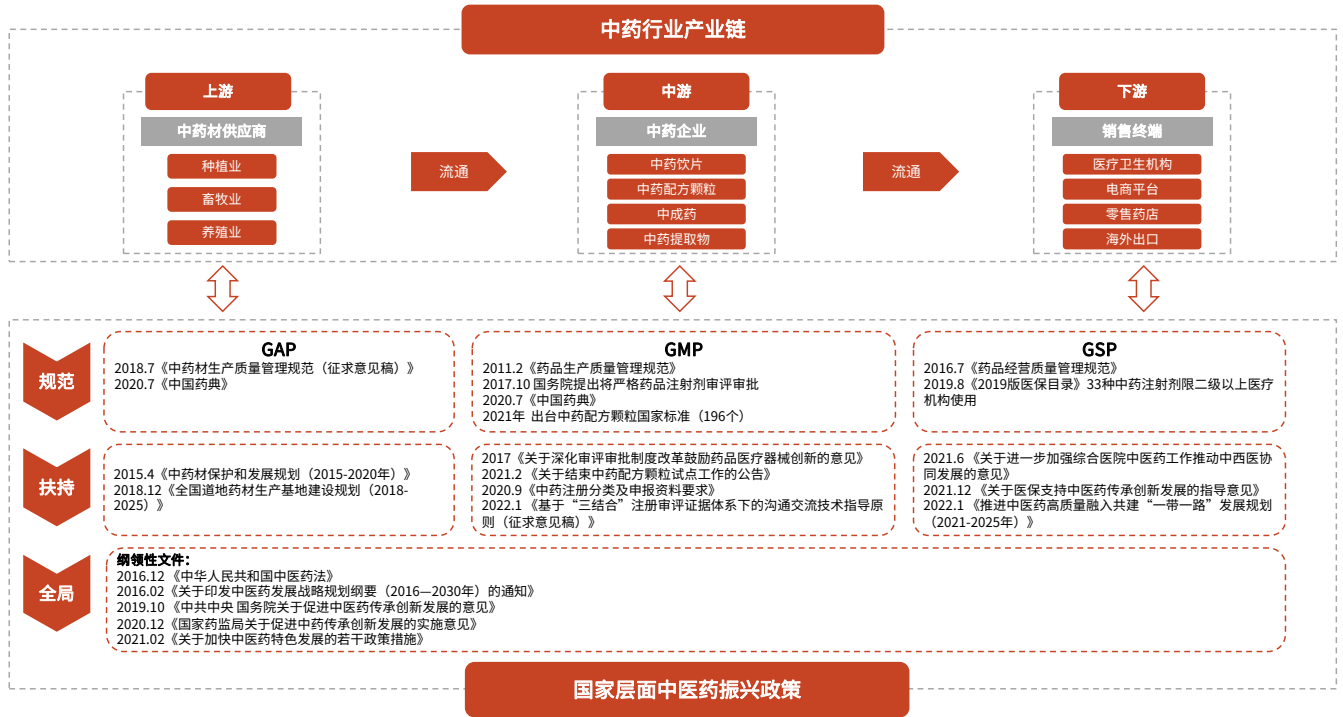 中药行业产业链
上游
中药材供应商
种植业
畜牧业
养殖业
流通
中游
中药企业
中药饮片
中药配方颗粒
中成药
中药提取物
流通
下游
销售终端
医疗卫生机构
电商平台
零售药店
海外出口
规范
GAP
2018.7《中药材生产质量管理规范（征求意见稿）》
2020.7《中国药典》
GMP
2011.2《药品生产质量管理规范》
2017.10 国务院提出将严格药品注射剂审评审批
2020.7《中国药典》
2021年 出台中药配方颗粒国家标准（196个）
GSP
2016.7《药品经营质量管理规范》
2019.8《2019版医保目录》33种中药注射剂限二级以上医疗
机构使用
扶持
2015.4《中药材保护和发展规划（2015-2020年）》
2018.12《全国道地药材生产基地建设规划（2018-
2025）》
2017《关于深化审评审批制度改革鼓励药品医疗器械创新的意见》
2021.2 《关于结束中药配方颗粒试点工作的公告》
2020.9《中药注册分类及申报资料要求》
2022.1《基于“三结合”注册审评证据体系下的沟通交流技术指导原
则（征求意见稿）》
2021.6《关于进一步加强综合医院中医药工作推动中西医协
同发展的意见》
2021.12 《关于医保支持中医药传承创新发展的指导意见》
2022.1 《推进中医药高质量融入共建“一带一路”发展规划
（2021-2025年）》
全局
纲领性文件：
2016.12 《中华人民共和国中医药法》
2016.02《关于印发中医药发展战略规划纲要（2016—2030年）的通知》
2019.10 《中共中央 国务院关于促进中医药传承创新发展的意见》
2020.12《国家药监局关于促进中药传承创新发展的实施意见》
2021.02《关于加快中医药特色发展的若干政策措施》
国家层面中医药振兴政策